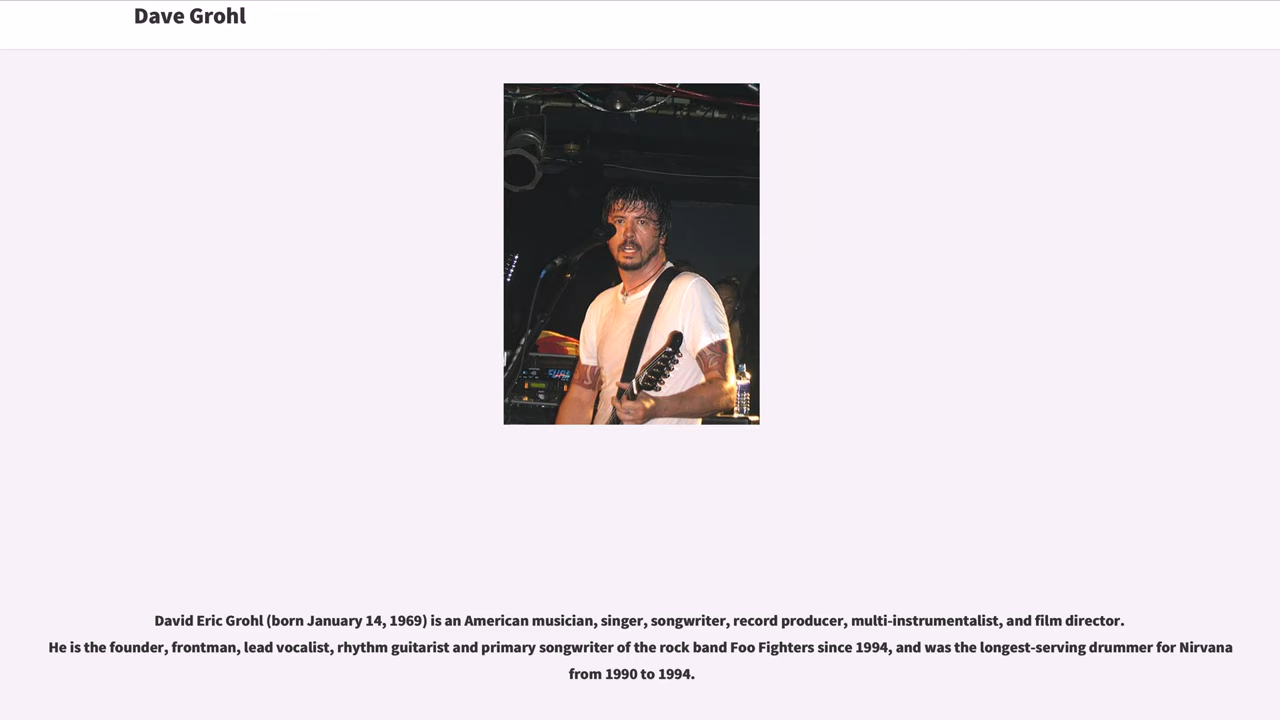 Dave Grohl
David Eric Grohl (born January 14, 1969) is an American musician, singer, songwriter, record producer, multi-instrumentalist, and film director.
He is the founder, frontman, lead vocalist, rhythm guitarist and primary songwriter of the rock band Foo Fighters since 1994, and was the longest-serving drummer for Nirvana
from 1990 to 1994.